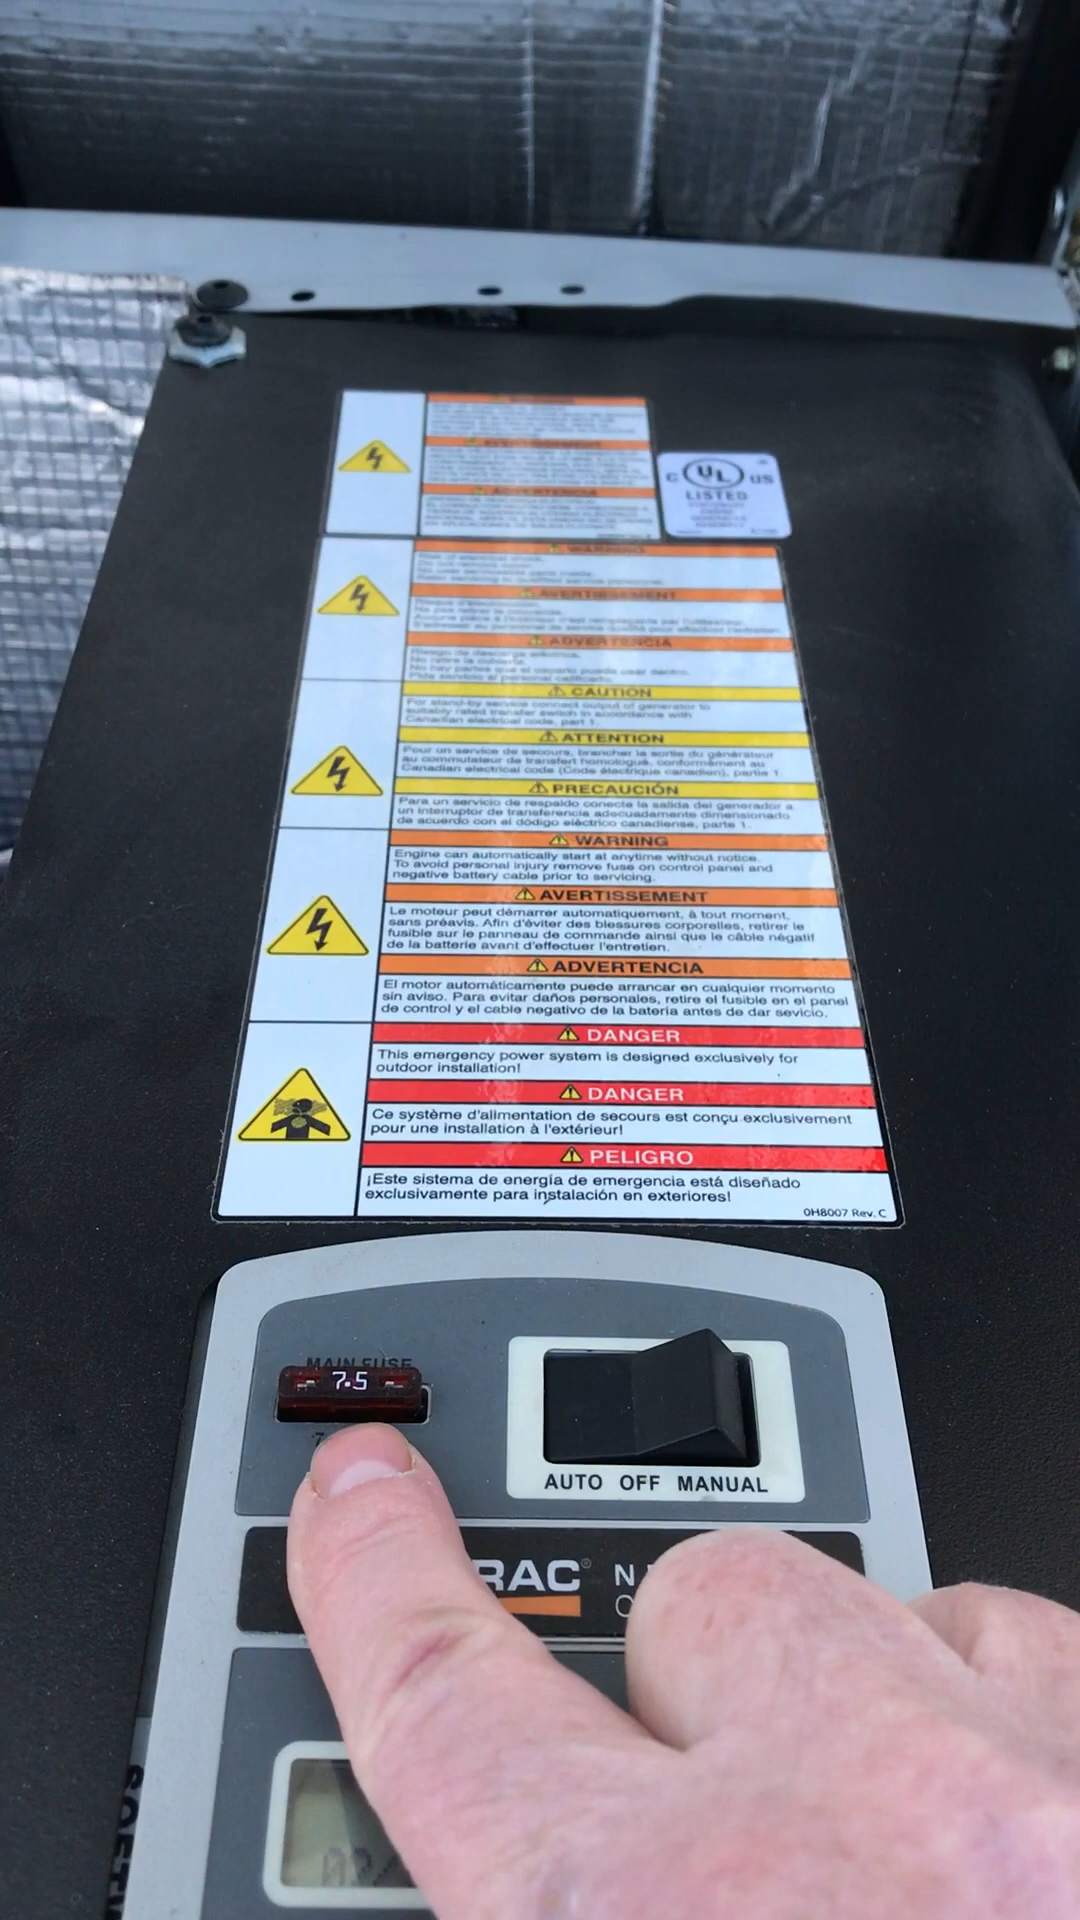 WARNING
AVERTISSEMENT
ADVERTENCIA
C UL US
LISTED
WARNING
Risk of electrical shock.
Do not remove cover.
No user serviceable parts inside.
Refer servicing to qualified service personnel.
AVERTISSEMENT
Risque d'électrocution.
Ne pas retirer le couvercle.
Aucune pièce à l'intérieur n'est remplaçable par l'utilisateur.
ADVERTENCIA
Riesgo de descarga eléctrica.
No retire la cubierta.
No hay partes que el usuario puede usar dentro.
Pida servicio al personal calificado.
CAUTION
For stand-by service connect output of generator to
suitably rated transfer switch in accordance with
Canadian electrical code, part 1.
ATTENTION
Pour un service de secours, brancher la sortie du générateur
au commutateur de transfert homologué, conformément au
Canadian electrical code (Code électrique canadien), partie 1.
PRECAUCIÓN
Para un servicio de respaldo conecte la salida del generador a
un interruptor de transferencia adecuadamente dimensionado
de acuerdo con el dódigo eléctrico canadiense, parte 1.
WARNING
Engine can automatically start at anytime without notice.
To avoid personal injury remove fuse on control panel and
negative battery cable prior to servicing.
AVERTISSEMENT
Le moteur peut démarrer automatiquement, à tout moment,
sans préavis. Afin d'éviter des blessures corporelles, retirer le
fusible sur le panneau de commande ainsi que le câble négatif
de la batterie avant d'effectuer l'entretien.
ADVERTENCIA
El motor automáticamente puede arrancar en cualquier momento
sin aviso. Para evitar daños personales, retire el fusible en el panel
de control y el cable negativo de la batería antes de dar sevicio.
DANGER
This emergency power system is designed exclusively for
outdoor installation!
DANGER
Ce système d'alimentation de secours est conçu exclusivement
pour une installation à l'extérieur!
PELIGRO
¡Este sistema de energía de emergencia está diseñado
exclusivamente para instalación en exteriores!
0H8007 Rev. C
MAIN FUSE
7.5
7
AUTO OFF MANUAL
RAC® N